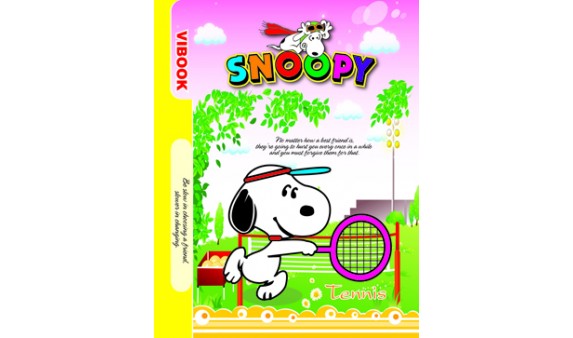 VIBOOK
SNOOPY
No matter how a best friend is,
they're going to hurt you every once in a while
and you must forgive them for that.
Be slow in choosing a friend,
slower in changing.
Tennis